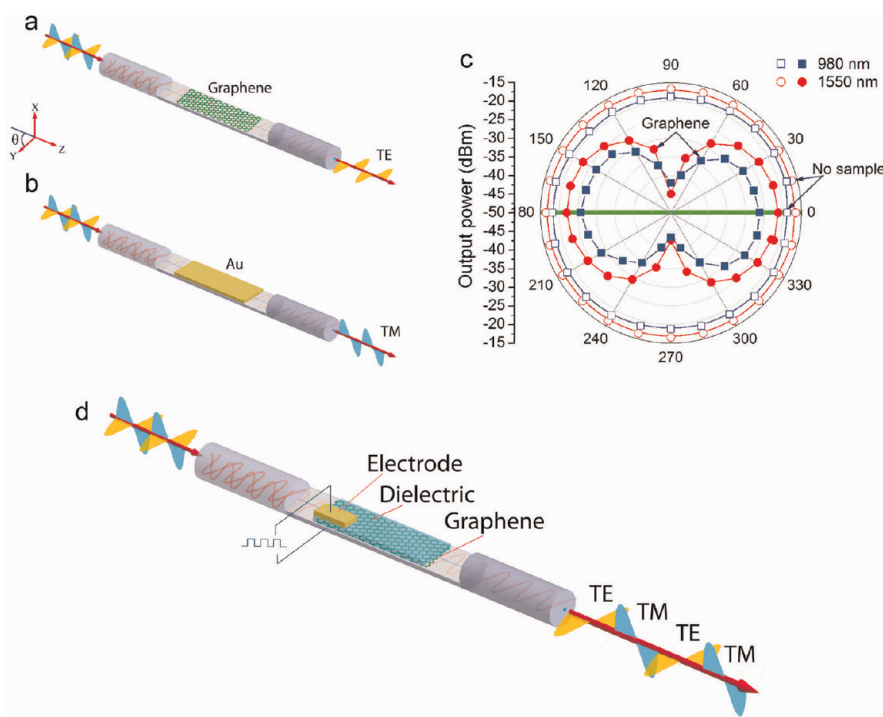 a
Graphene
X
θ
Y
Z
TE
b
Au
TM
c
980 nm
1550 nm
Output power (dBm)
-15
-20
-25
-30
-35
-40
-45
-50
-45
-40
-35
-30
-25
-20
-15
90
120
60
150
30
80
0
210
330
240
300
270
Graphene
No sample
d
Electrode
Dielectric
Graphene
TE
TM
TE
TM